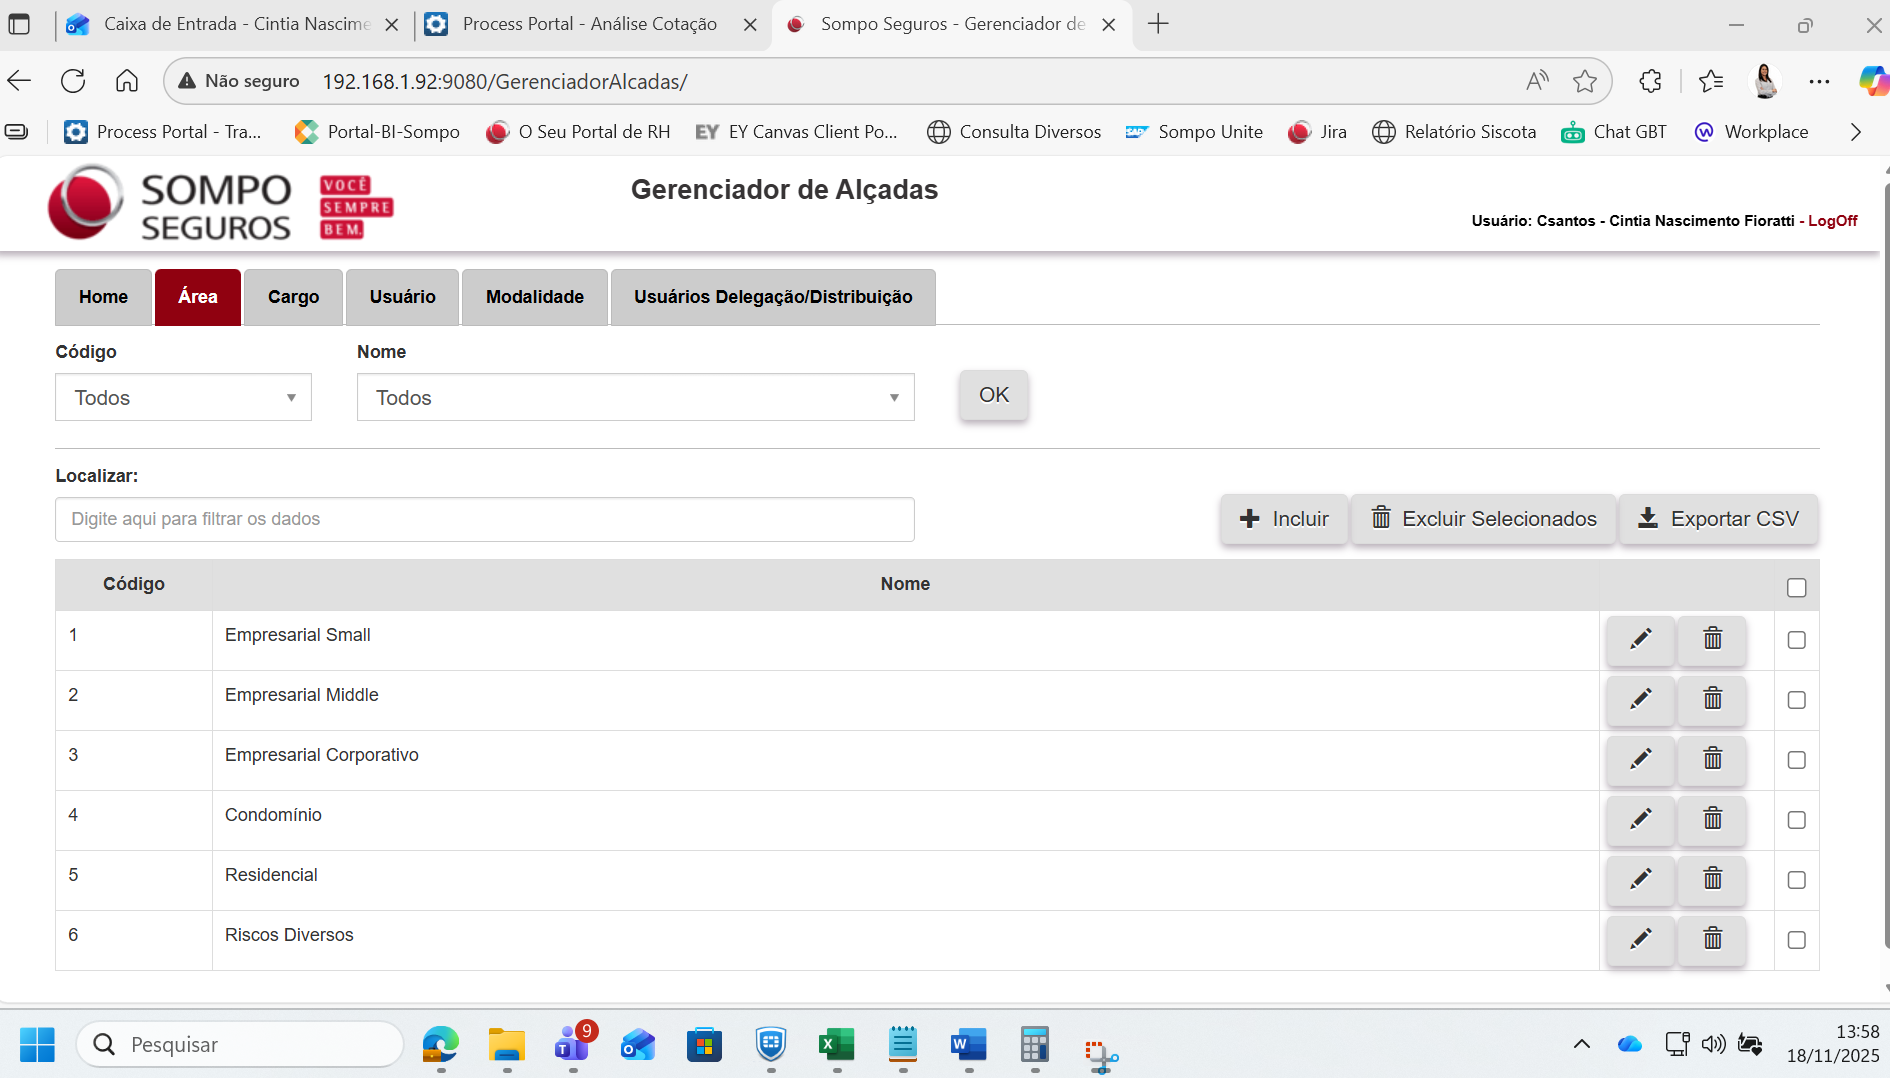 Caixa de Entrada - Cintia Nascime
Process Portal - Análise Cotação
Sompo Seguros - Gerenciador de
Não seguro
192.168.1.92:9080/GerenciadorAlcadas/
Process Portal - Tra...
Portal-BI-Sompo
O Seu Portal de RH
EY
EY Canvas Client Po...
Consulta Diversos
SAP
Sompo Unite
Jira
Relatório Siscota
Chat GBT
Workplace
SOMPO
SEGUROS
VOCÊ
SEMPRE
BEM.
Gerenciador de Alçadas
Usuário: Csantos - Cintia Nascimento Fioratti - LogOff
Home
Área
Cargo
Usuário
Modalidade
Usuários Delegação/Distribuição
Código
Nome
Todos
Todos
OK
Localizar:
Digite aqui para filtrar os dados
Incluir
Excluir Selecionados
Exportar CSV
Código
Nome
1
Empresarial Small
2
Empresarial Middle
3
Empresarial Corporativo
4
Condomínio
5
Residencial
6
Riscos Diversos
Pesquisar
9
13:58
18/11/2025